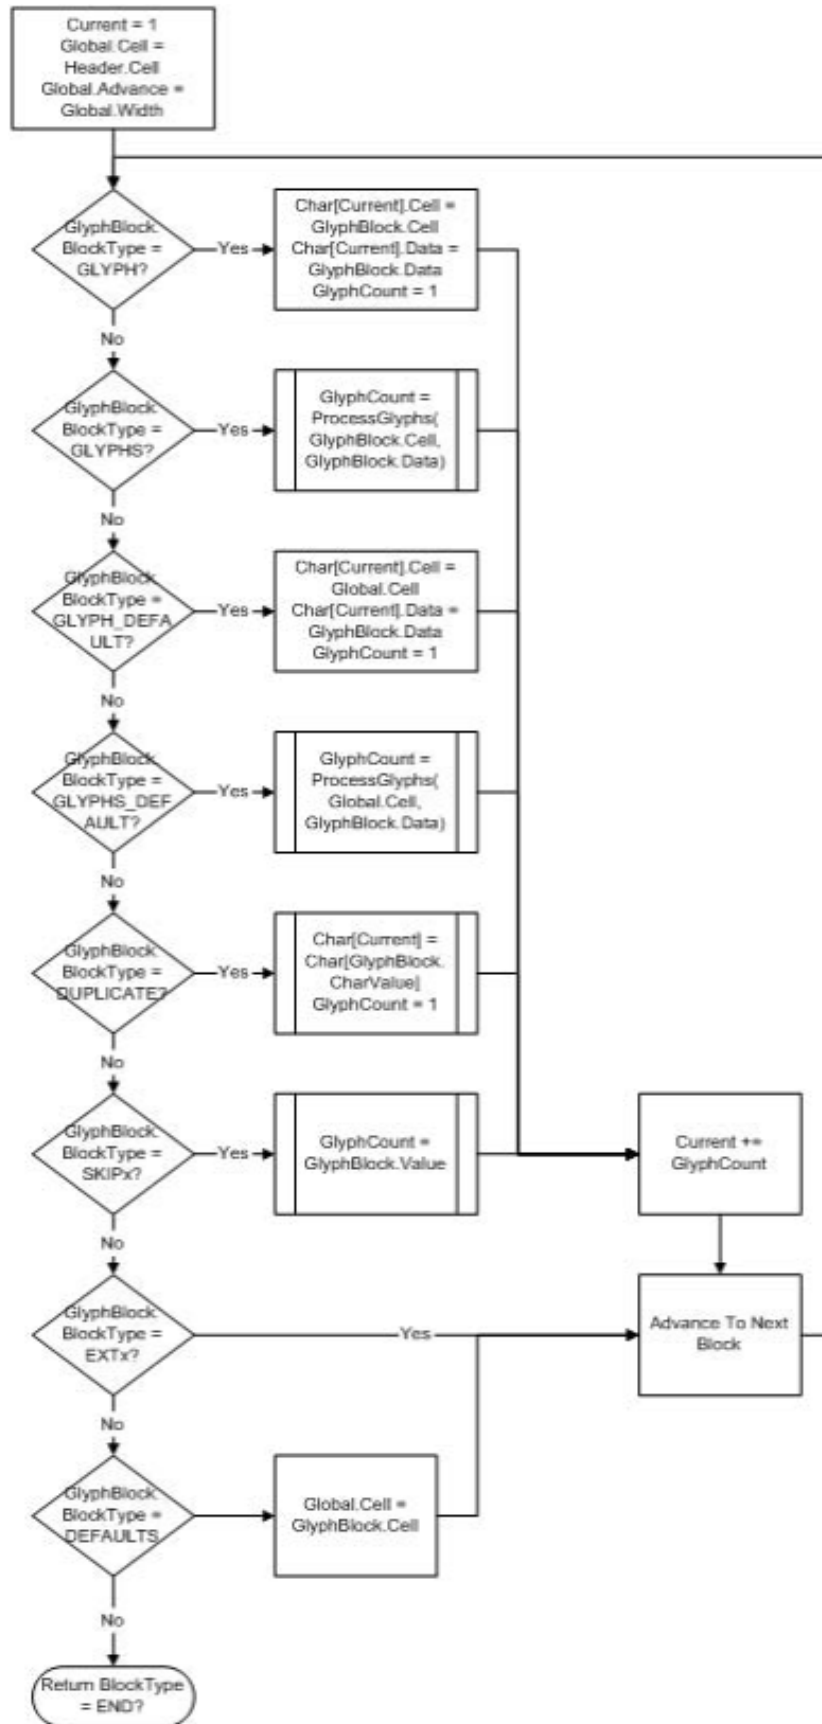 Current = 1
Global.Cell =
Header.Cell
Global.Advance =
Global.Width
GlyphBlock.
BlockType =
GLYPH?
Yes
Char[Current].Cell =
GlyphBlock.Cell
Char[Current].Data =
GlyphBlock.Data
GlyphCount = 1
No
GlyphBlock.
BlockType =
GLYPHS?
Yes
GlyphCount =
ProcessGlyphs(
GlyphBlock.Cell,
GlyphBlock.Data)
No
GlyphBlock.
BlockType =
GLYPH_DEFA
ULT?
Yes
Char[Current].Cell =
Global.Cell
Char[Current].Data =
GlyphBlock.Data
GlyphCount = 1
No
GlyphBlock.
BlockType =
GLYPHS_DEF
AULT?
Yes
GlyphCount =
ProcessGlyphs(
Global.Cell,
GlyphBlock.Data)
No
GlyphBlock.
BlockType =
DUPLICATE?
Yes
Char[Current] =
Char[GlyphBlock.
CharValue]
GlyphCount = 1
No
GlyphBlock.
BlockType =
SKIPx?
Yes
GlyphCount =
GlyphBlock.Value
Current +=
GlyphCount
No
GlyphBlock.
BlockType =
EXTx?
Yes
Advance To Next
Block
No
GlyphBlock.
BlockType =
DEFAULTS
Global.Cell =
GlyphBlock.Cell
No
Return BlockType
= END?